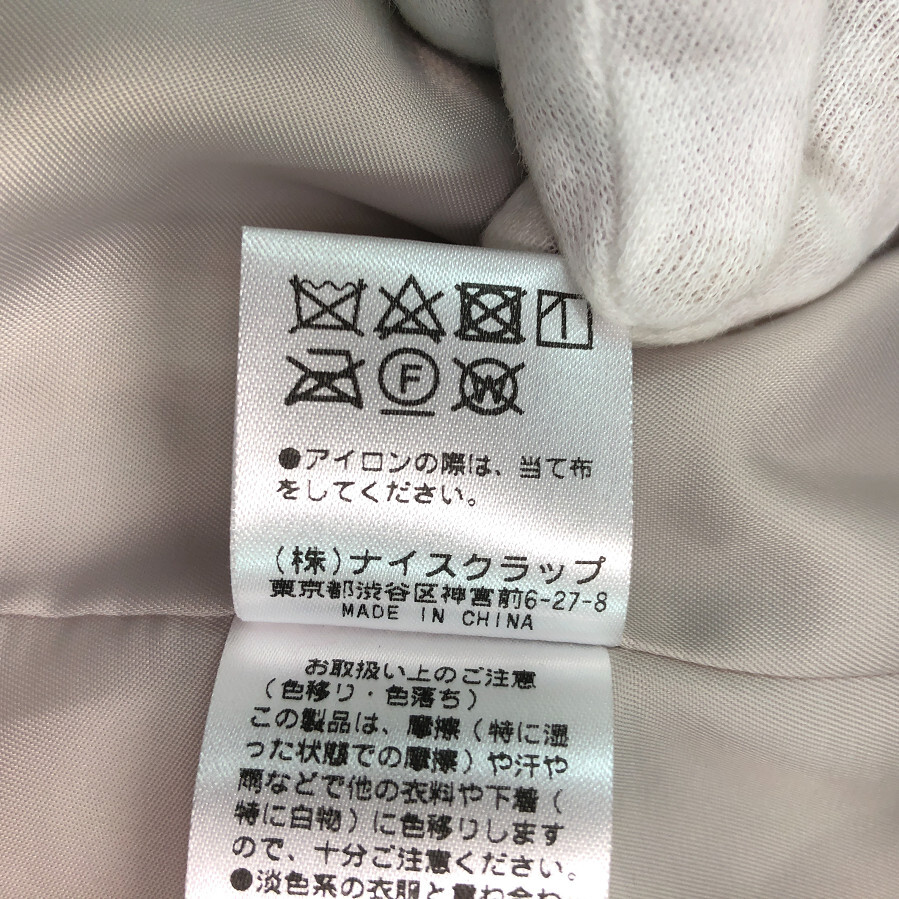 F W
●アイロンの際は、当て布
をしてください。
(株)ナイスクラップ
東京都渋谷区神宮前6-27-8
MADE IN CHINA
お取扱い上のご注意
(色移り・色落ち)
この製品は、摩擦(特に湿
った状態での摩擦)や汗や
雨などで他の衣料や下着(
特に白物)に色移りします
ので、十分ご注意ください。
●淡色系の衣服と重ね合わ